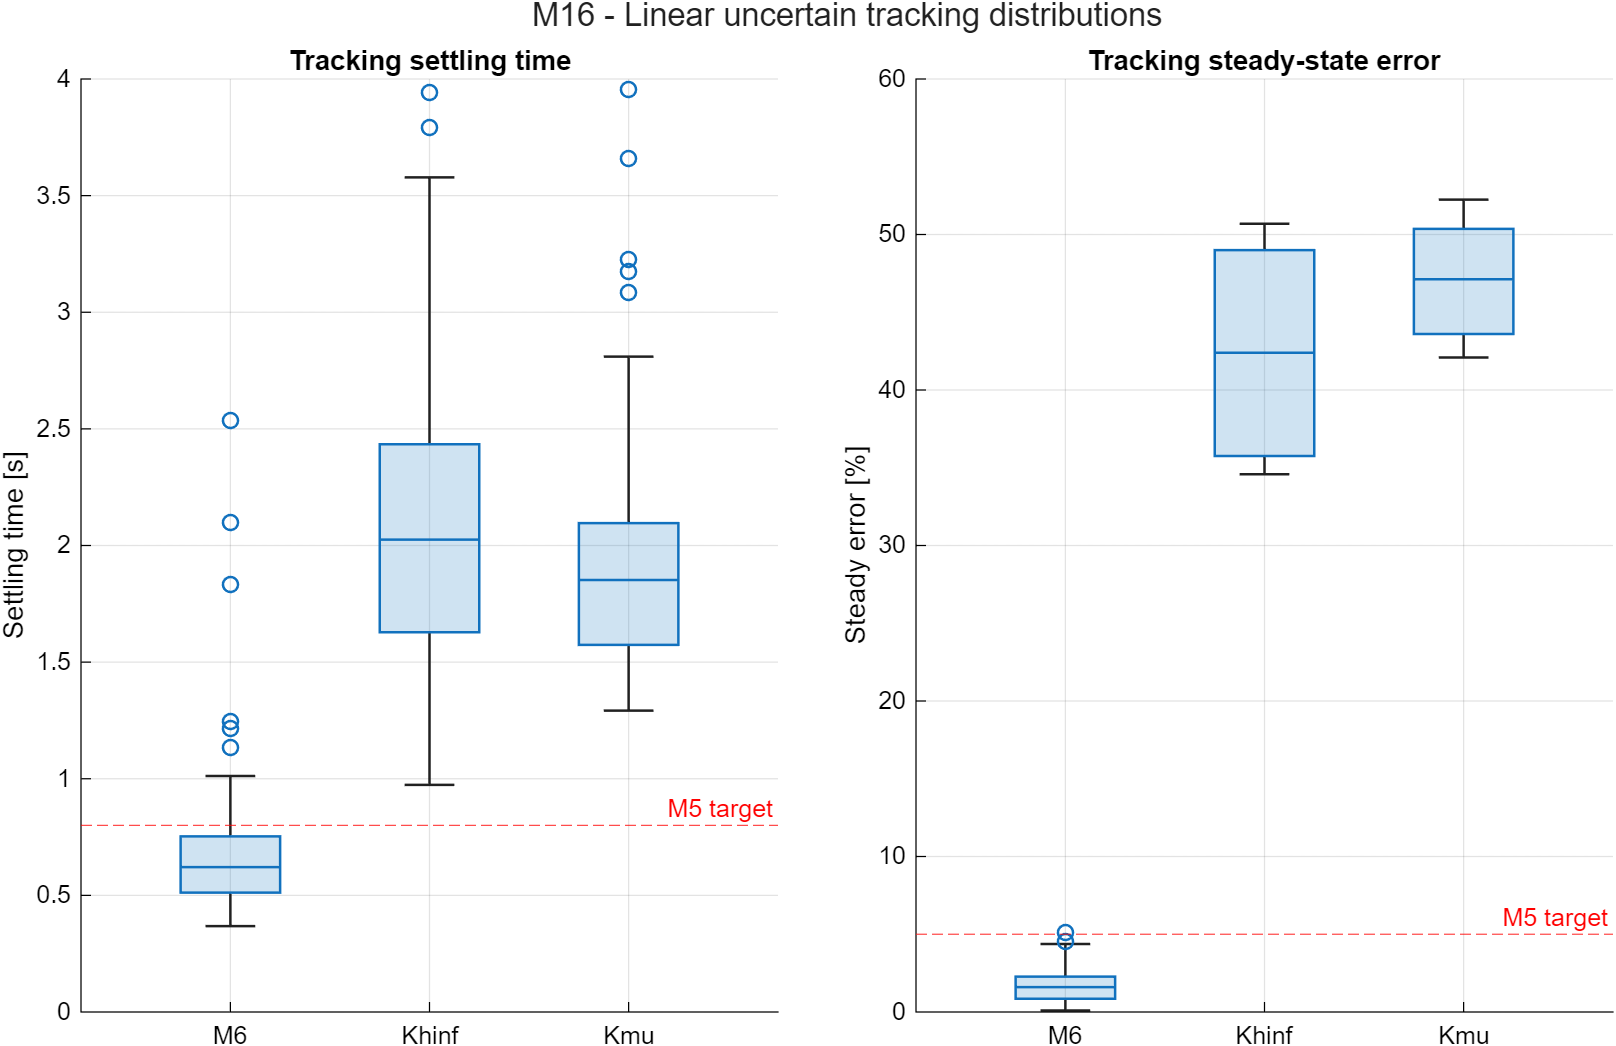 M16 - Linear uncertain tracking distributions
Tracking settling time
4
3.5
3
2.5
2
1.5
1
0.5
0
Settling time [s]
M5 target
M6
Khinf
Kmu
Tracking steady-state error
60
50
40
30
20
10
0
Steady error [%]
M5 target
M6
Khinf
Kmu